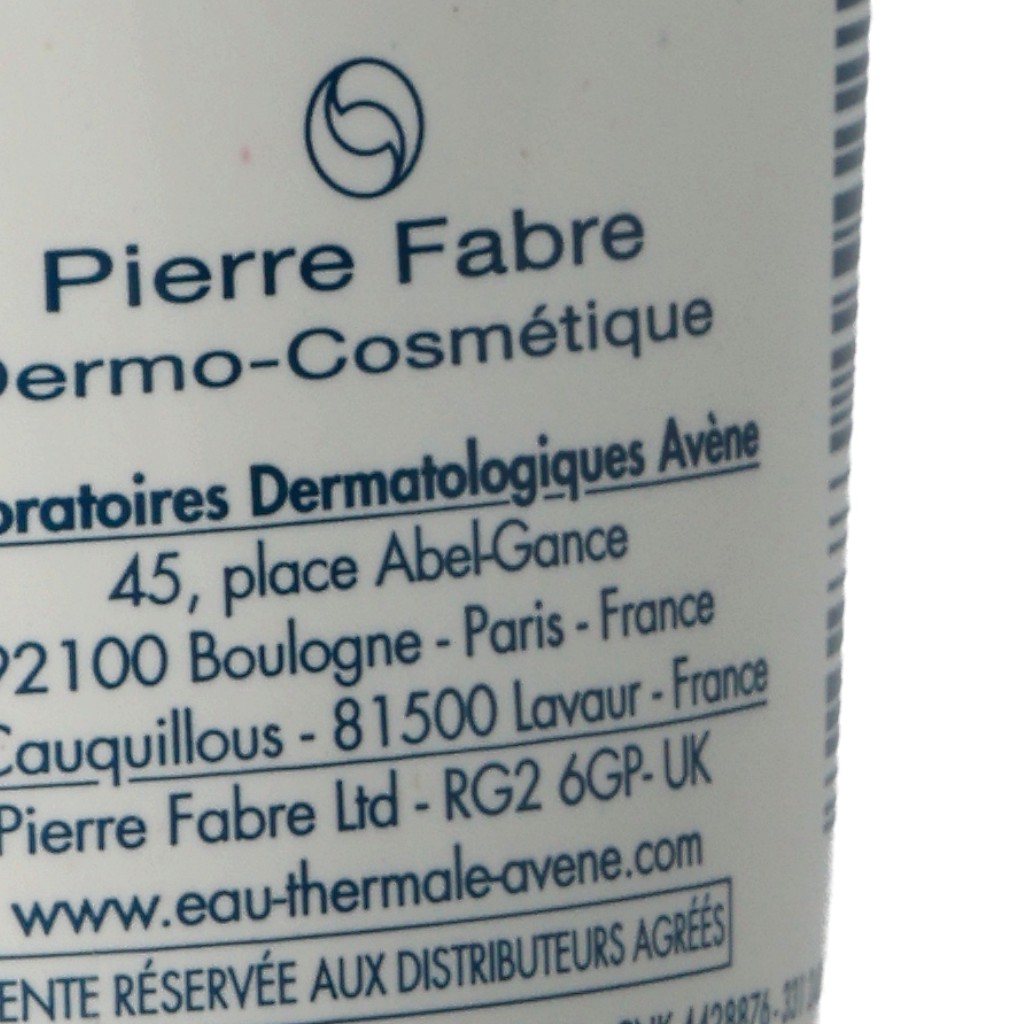 Pierre Fabre
Dermo-Cosmétique
oratoires Dermatologiques Avène
45, place Abel-Gance
92100 Boulogne - Paris - France
Cauquillous - 81500 Lavaur - France
Pierre Fabre Ltd - RG2 6GP- UK
www.eau-thermale-avene.com
ENTE RÉSERVÉE AUX DISTRIBUTEURS AGRÉÉS